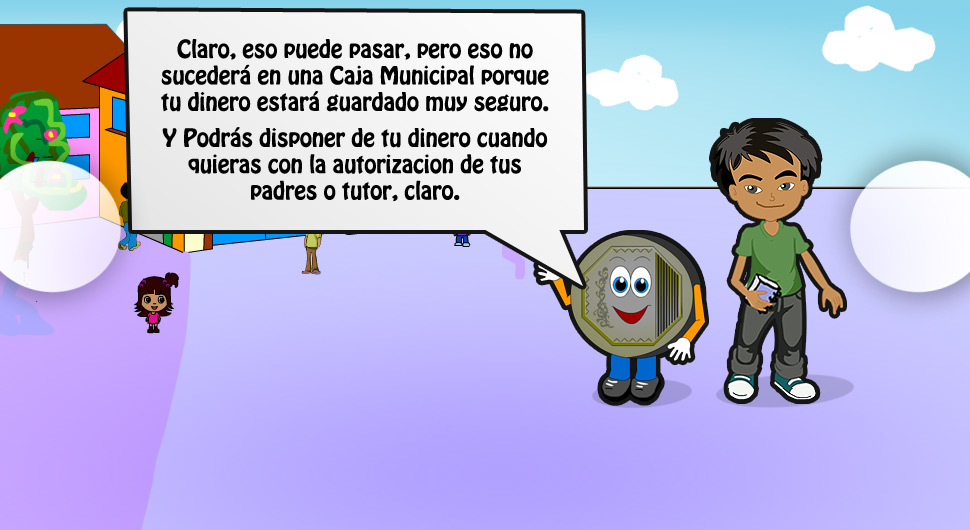 Claro, eso puede pasar, pero eso no
sucederá en una Caja Municipal porque
tu dinero estará guardado muy seguro.
Y Podrás disponer de tu dinero cuando
quieras con la autorizacion de tus
padres o tutor, claro.